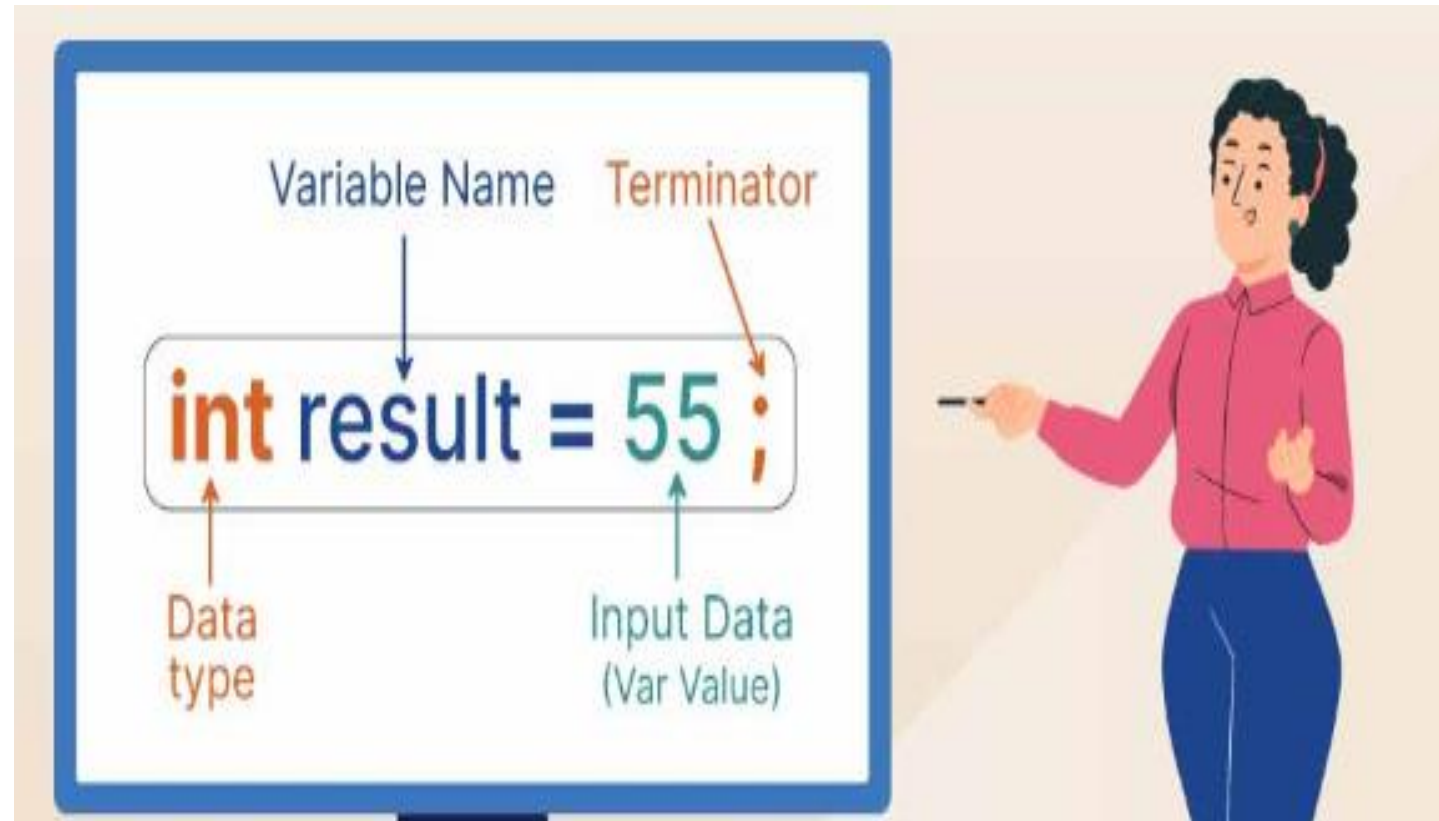 Variable Name Terminator
int result = 55 ;
Data
type
Input Data
(Var Value)